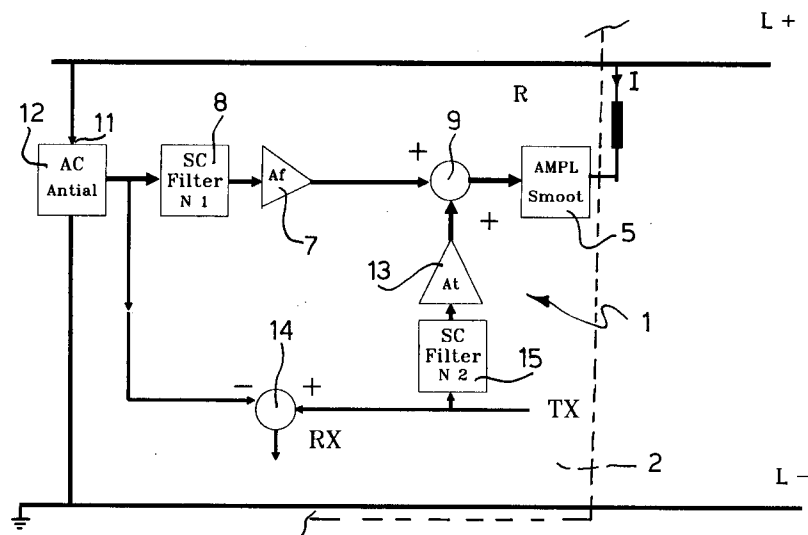 L +
R
I
12
11
8
9
AC
Antial
SC
Filter
N 1
Af
7
+
+
AMPL
Smoot
5
13
At
1
SC
Filter
N 2
15
14
−
+
TX
RX
2
L −